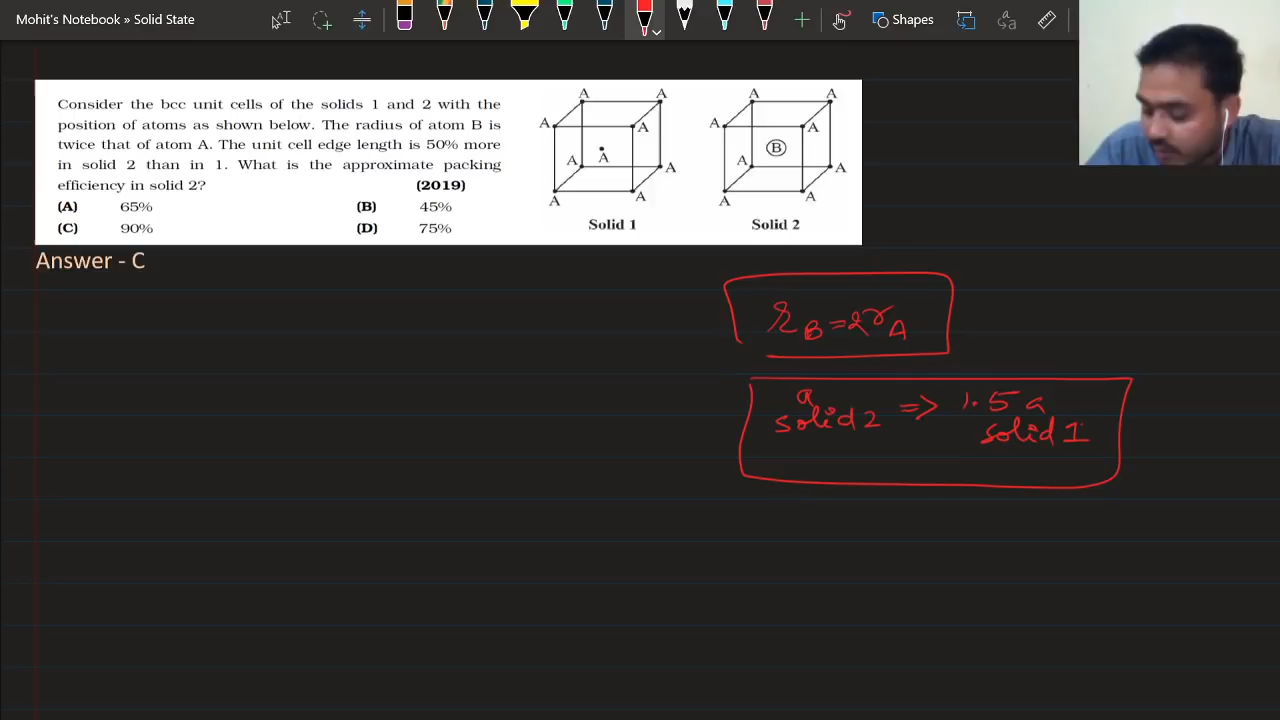 Mohit's Notebook » Solid State
Shapes
Consider the bcc unit cells of the solids 1 and 2 with the
position of atoms as shown below. The radius of atom B is
twice that of atom A. The unit cell edge length is 50% more
in solid 2 than in 1. What is the approximate packing
efficiency in solid 2? (2019)
(A) 65% (B) 45%
(C) 90% (D) 75%
A A
A A
A
A A
A A
Solid 1
A A
A A
B
A A
A A
Solid 2
Answer - C
r B = 2r A
a solid 2 => 1.5 a solid 1